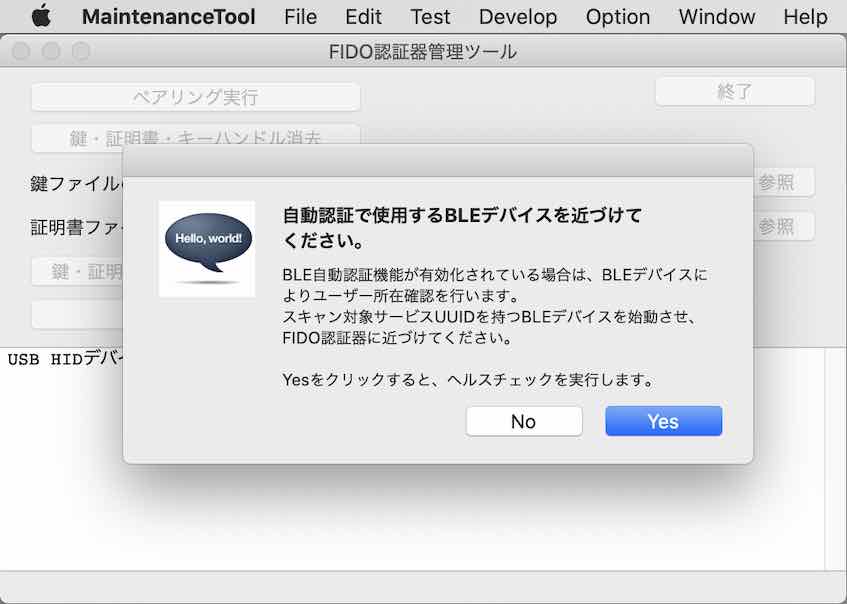 MaintenanceTool File Edit Test Develop Option Window Help
FIDO認証器管理ツール
ペアリング実行
終了
鍵・証明書・キーハンドル消去
鍵ファイル
参照
証明書ファ
参照
鍵・証明
USB HIDデバイ
Hello, world!
自動認証で使用するBLEデバイスを近づけて
ください。
BLE自動認証機能が有効化されている場合は、BLEデバイスに
よりユーザー所在確認を行います。
スキャン対象サービスUUIDを持つBLEデバイスを始動させ、
FIDO認証器に近づけてください。
Yesをクリックすると、ヘルスチェックを実行します。
No
Yes